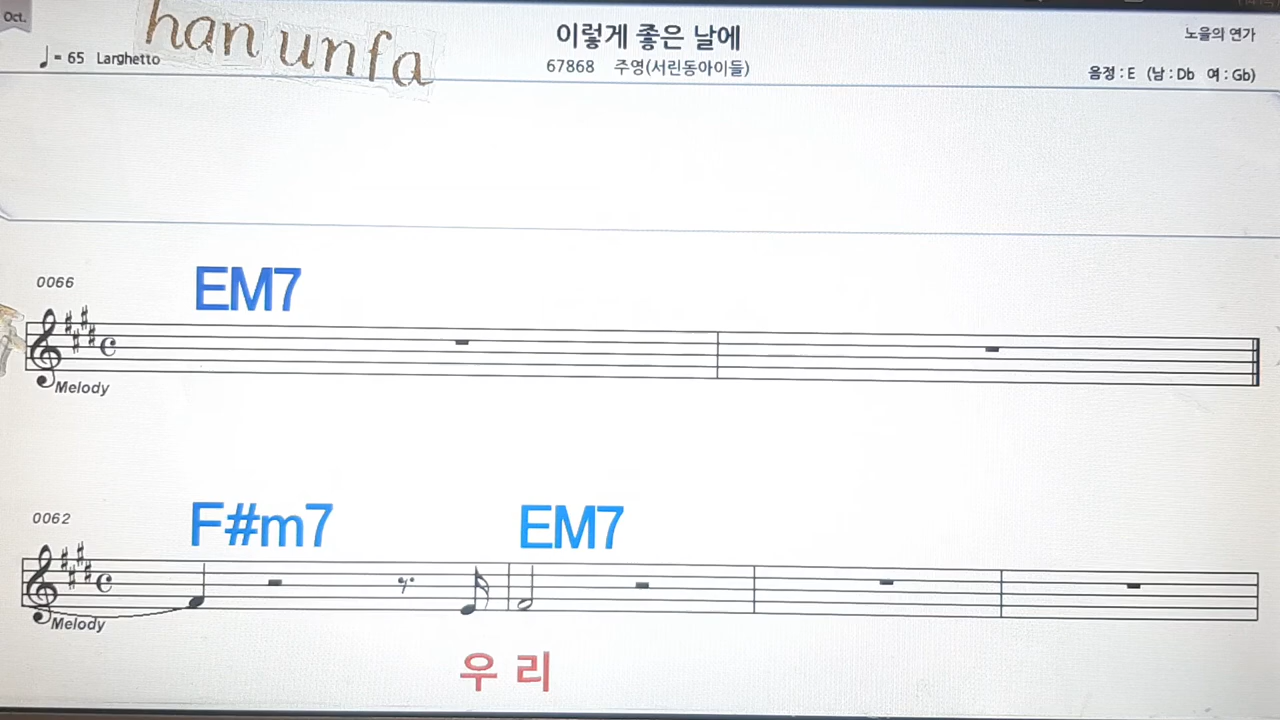 Oct.
han unfa
이렇게 좋은 날에
노을의 연가
♩= 65 Larghetto
67868 주영(서린동아이들)
음정 : E (남 : Db 여 : Gb)
0066
EM7
Melody
0062
F#m7 EM7
Melody
우 리